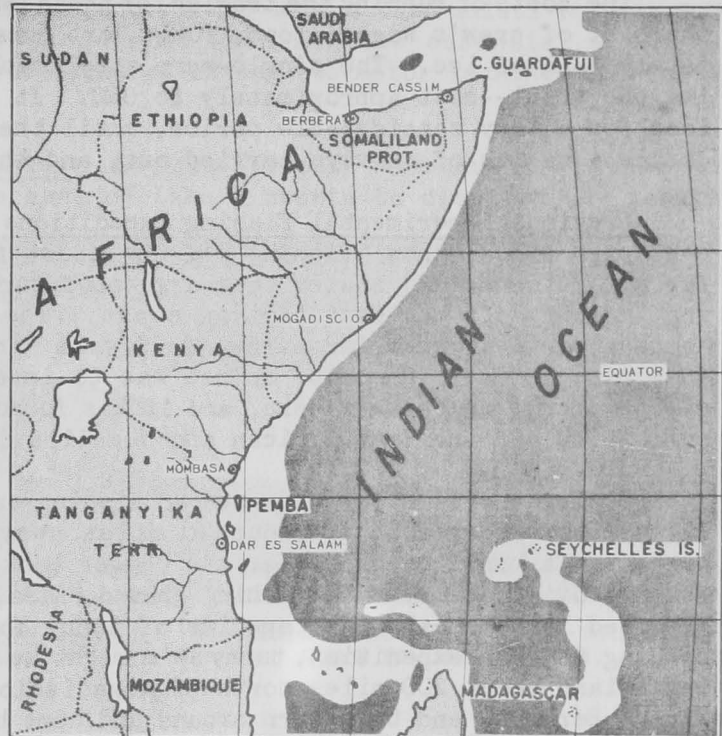 SAUDI
ARABIA
SUDAN
C. GUARDAFUI
BENDER CASSIM
ETHIOPIA
BERBERA
SOMALILAND
PROT.
AFRICA
MOGADISCIO
KENYA
INDIAN OCEAN
EQUATOR
MOMBASA
PEMBA
TANGANYIKA
TERR.
DAR ES SALAAM
SEYCHELLES IS.
RHODESIA
MOZAMBIQUE
MADAGASCAR